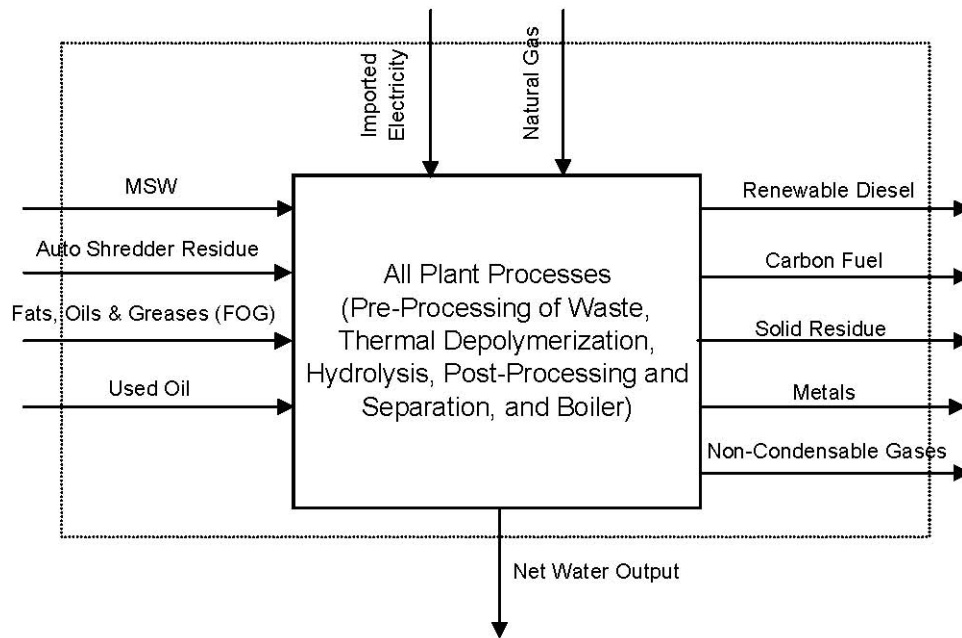 Imported
Electricity
Natural Gas
MSW
Auto Shredder Residue
Fats, Oils & Greases (FOG)
Used Oil
All Plant Processes
(Pre-Processing of Waste,
Thermal Depolymerization,
Hydrolysis, Post-Processing and
Separation, and Boiler)
Renewable Diesel
Carbon Fuel
Solid Residue
Metals
Non-Condensable Gases
Net Water Output